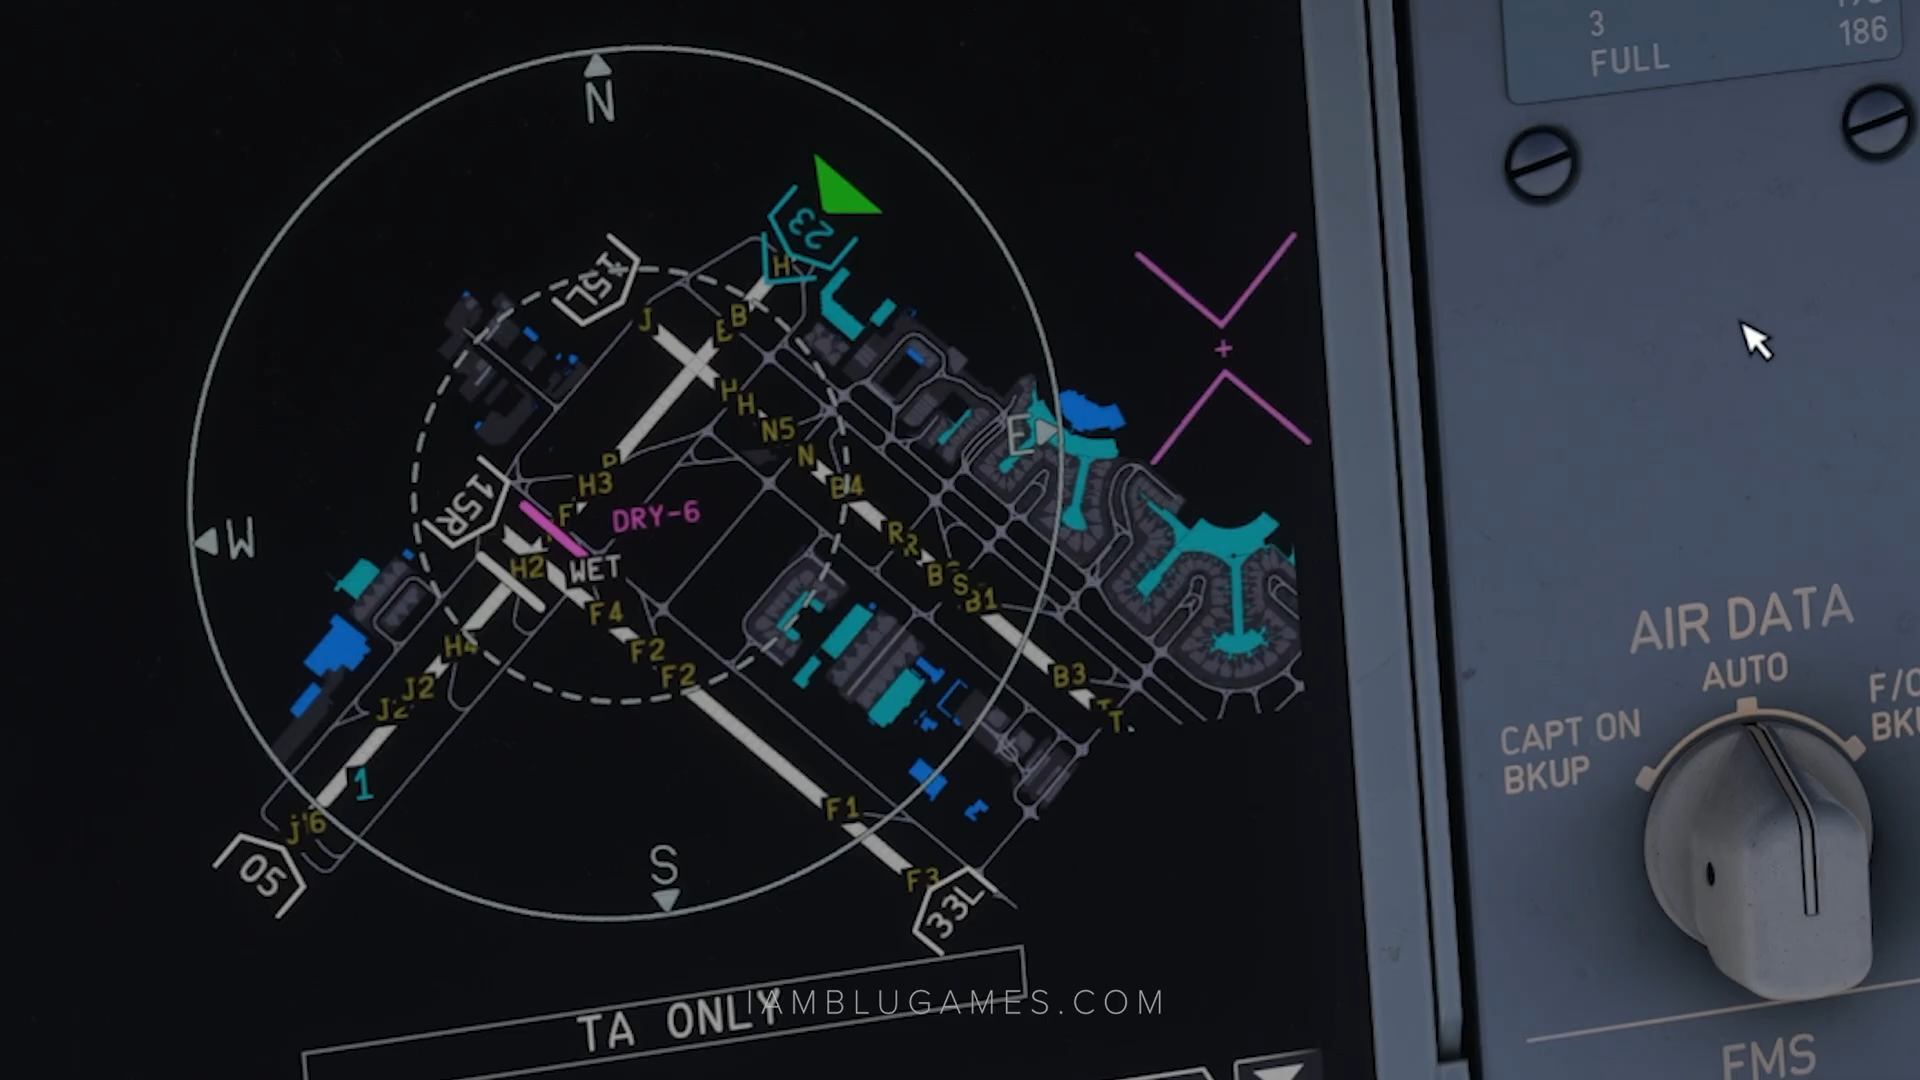 3
186
FULL
N
23
H
15L
J
B
H
H
N5
N
E
H3
B4
15R
F
DRY-6
R
R
W
H2
WET
S
B1
F4
H4
F2
F2
B3
J2
J2
T
1
F1
05
S
F3
33L
AIR DATA
AUTO
CAPT ON
BKUP
TA ONLY
IAMBLUGAMES.COM
FMS